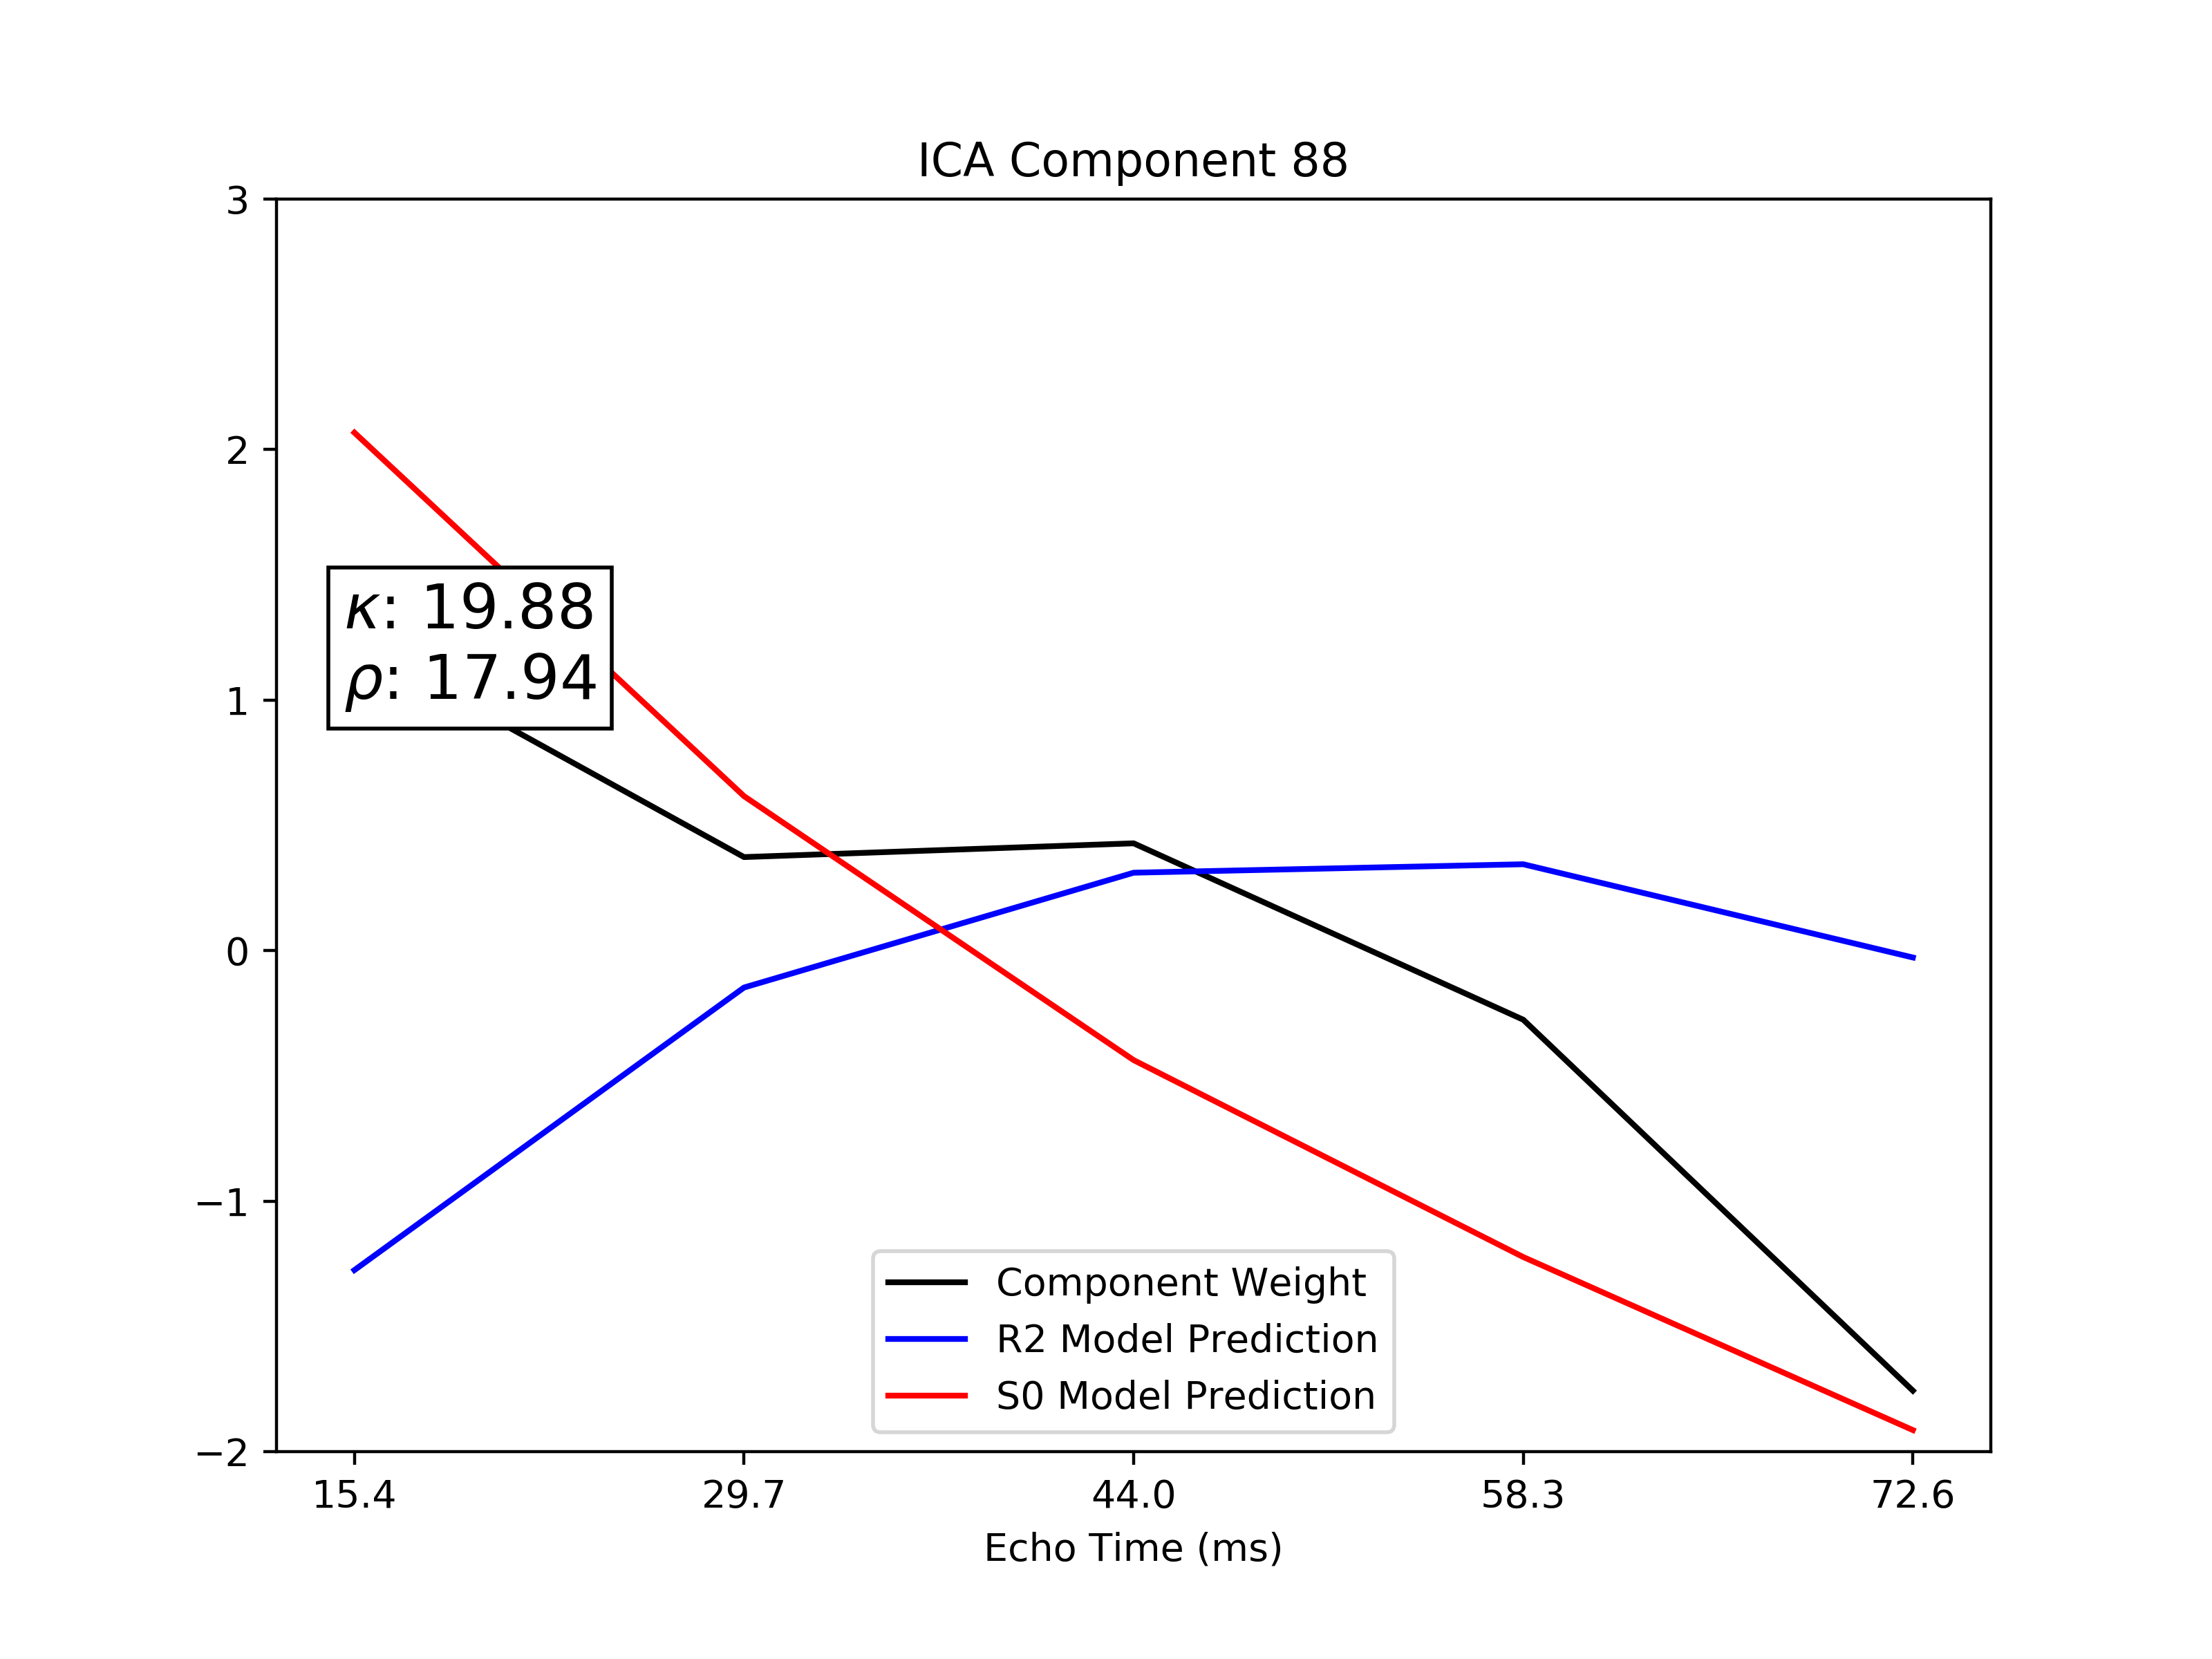 ICA Component 88
3
2
1
0
−1
−2
κ: 19.88
ρ: 17.94
Component Weight
R2 Model Prediction
S0 Model Prediction
15.4 29.7 44.0 58.3 72.6
Echo Time (ms)